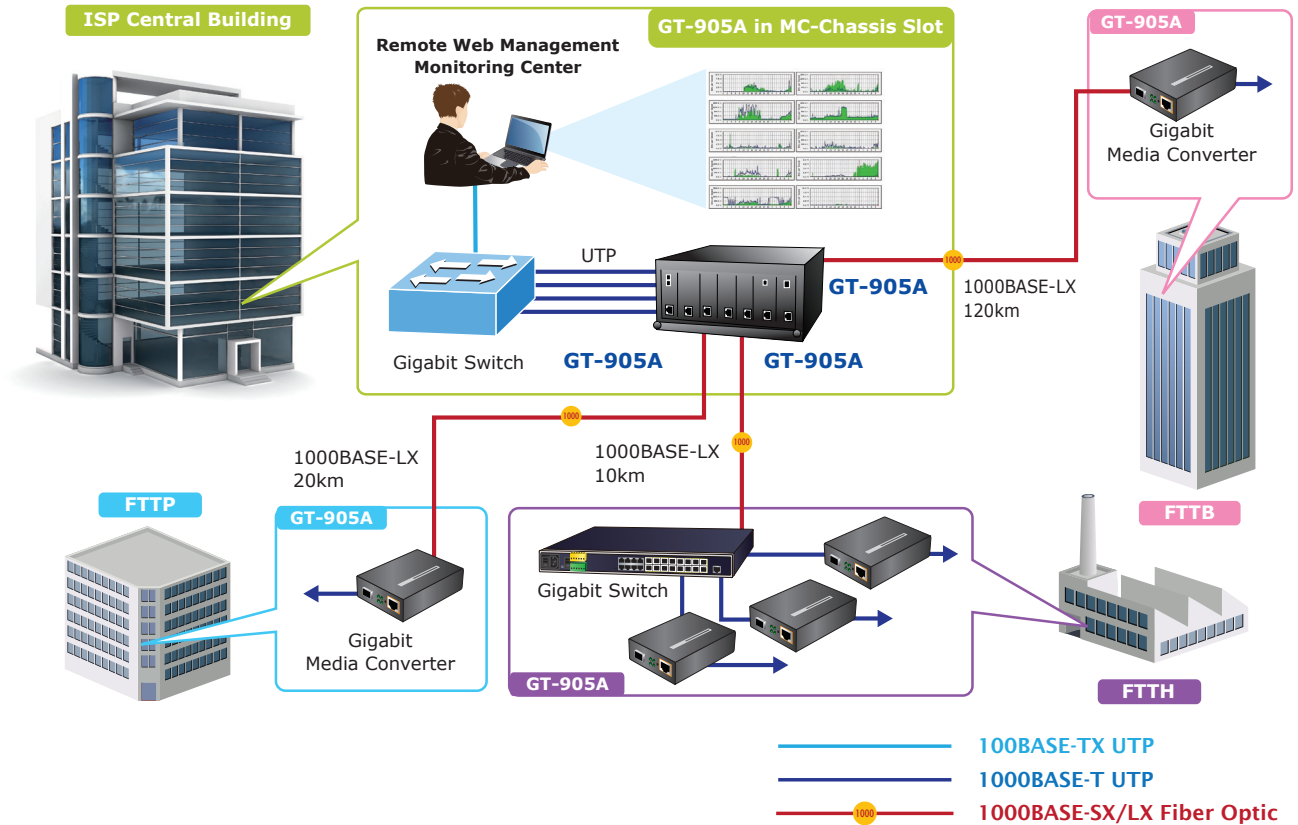 ISP Central Building
GT-905A in MC-Chassis Slot
GT-905A
Remote Web Management
Monitoring Center
Gigabit
Media Converter
UTP
GT-905A
1000
1000BASE-LX
120km
Gigabit Switch
GT-905A
GT-905A
1000
1000
1000BASE-LX
20km
1000BASE-LX
10km
FTTP
GT-905A
FTTB
Gigabit Switch
Gigabit
Media Converter
GT-905A
FTTH
100BASE-TX UTP
1000BASE-T UTP
1000
1000BASE-SX/LX Fiber Optic